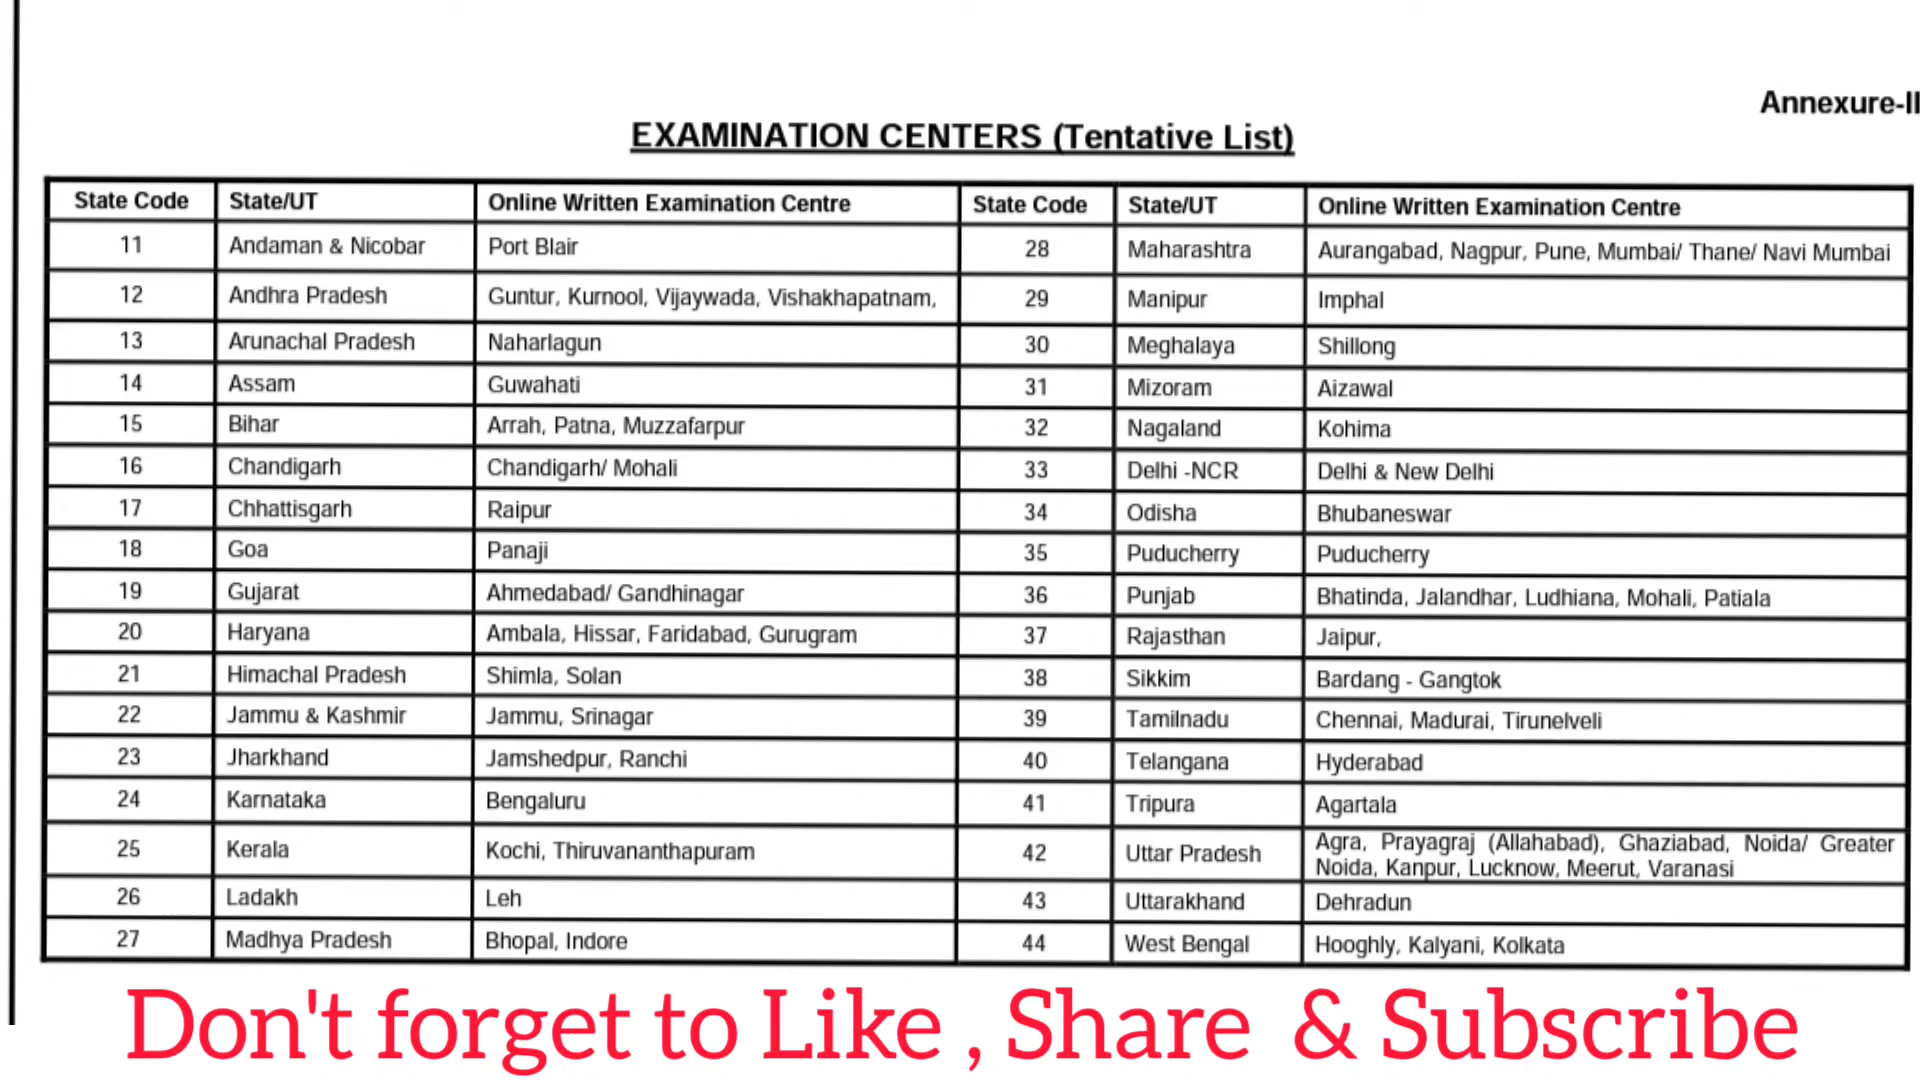 Annexure-II
EXAMINATION CENTERS (Tentative List)
State Code State/UT Online Written Examination Centre State Code State/UT Online Written Examination Centre
11 Andaman & Nicobar Port Blair 28 Maharashtra Aurangabad, Nagpur, Pune, Mumbai/ Thane/ Navi Mumbai
12 Andhra Pradesh Guntur, Kurnool, Vijaywada, Vishakhapatnam, 29 Manipur Imphal
13 Arunachal Pradesh Naharlagun 30 Meghalaya Shillong
14 Assam Guwahati 31 Mizoram Aizawal
15 Bihar Arrah, Patna, Muzzafarpur 32 Nagaland Kohima
16 Chandigarh Chandigarh/ Mohali 33 Delhi -NCR Delhi & New Delhi
17 Chhattisgarh Raipur 34 Odisha Bhubaneswar
18 Goa Panaji 35 Puducherry Puducherry
19 Gujarat Ahmedabad/ Gandhinagar 36 Punjab Bhatinda, Jalandhar, Ludhiana, Mohali, Patiala
20 Haryana Ambala, Hissar, Faridabad, Gurugram 37 Rajasthan Jaipur,
21 Himachal Pradesh Shimla, Solan 38 Sikkim Bardang - Gangtok
22 Jammu & Kashmir Jammu, Srinagar 39 Tamilnadu Chennai, Madurai, Tirunelveli
23 Jharkhand Jamshedpur, Ranchi 40 Telangana Hyderabad
24 Karnataka Bengaluru 41 Tripura Agartala
25 Kerala Kochi, Thiruvananthapuram 42 Uttar Pradesh Agra, Prayagraj (Allahabad), Ghaziabad, Noida/ Greater
Noida, Kanpur, Lucknow, Meerut, Varanasi
26 Ladakh Leh 43 Uttarakhand Dehradun
27 Madhya Pradesh Bhopal, Indore 44 West Bengal Hooghly, Kalyani, Kolkata
Don't forget to Like , Share & Subscribe